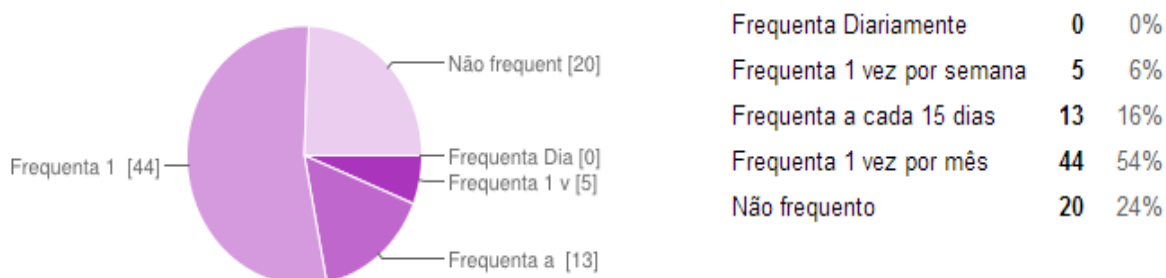 Não frequent [20]
Frequenta 1 [44]
Frequenta Dia [0]
Frequenta 1 v [5]
Frequenta a [13]
Frequenta Diariamente 0 0%
Frequenta 1 vez por semana 5 6%
Frequenta a cada 15 dias 13 16%
Frequenta 1 vez por mês 44 54%
Não frequento 20 24%